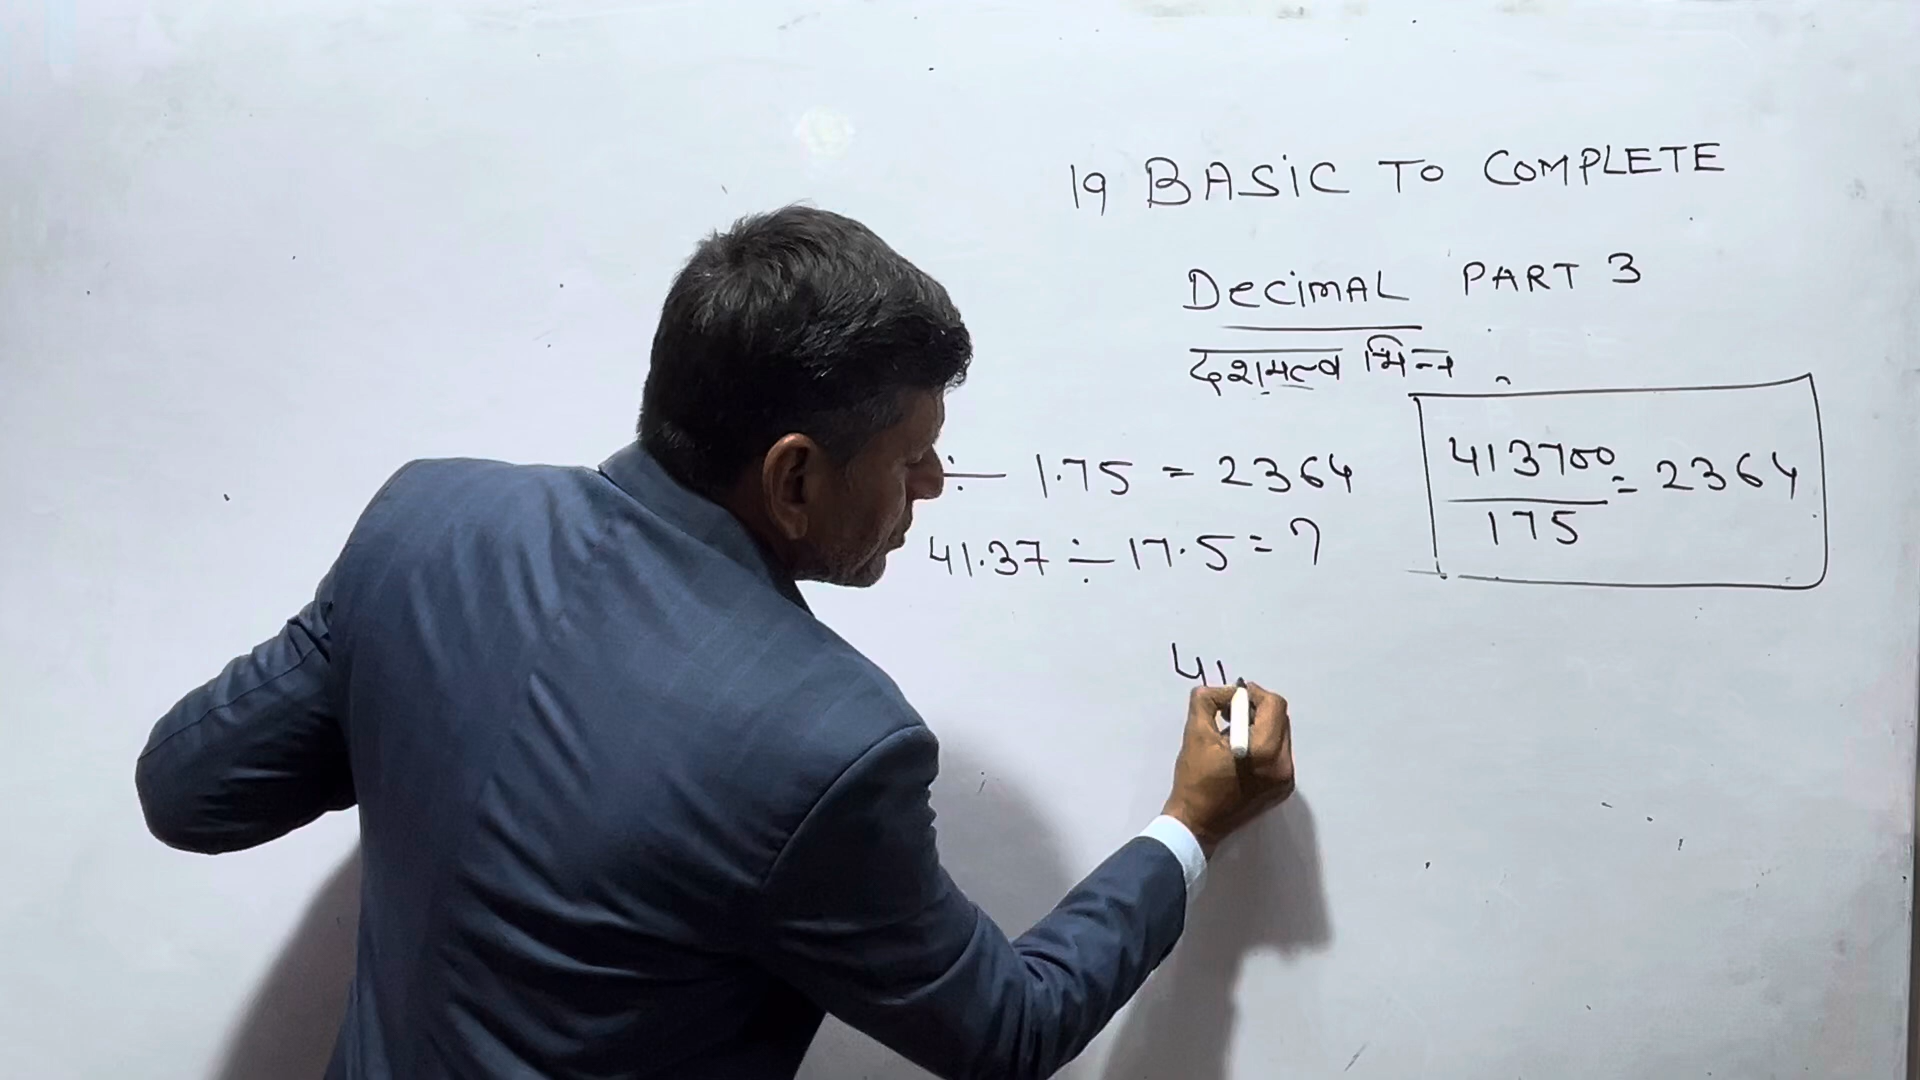 19 BASIC TO COMPLETE
DECIMAL PART 3
दशमलव भिन्न
÷ 1.75 = 2364
41.37 ÷ 17.5 = ?
413700
175
= 2364
41